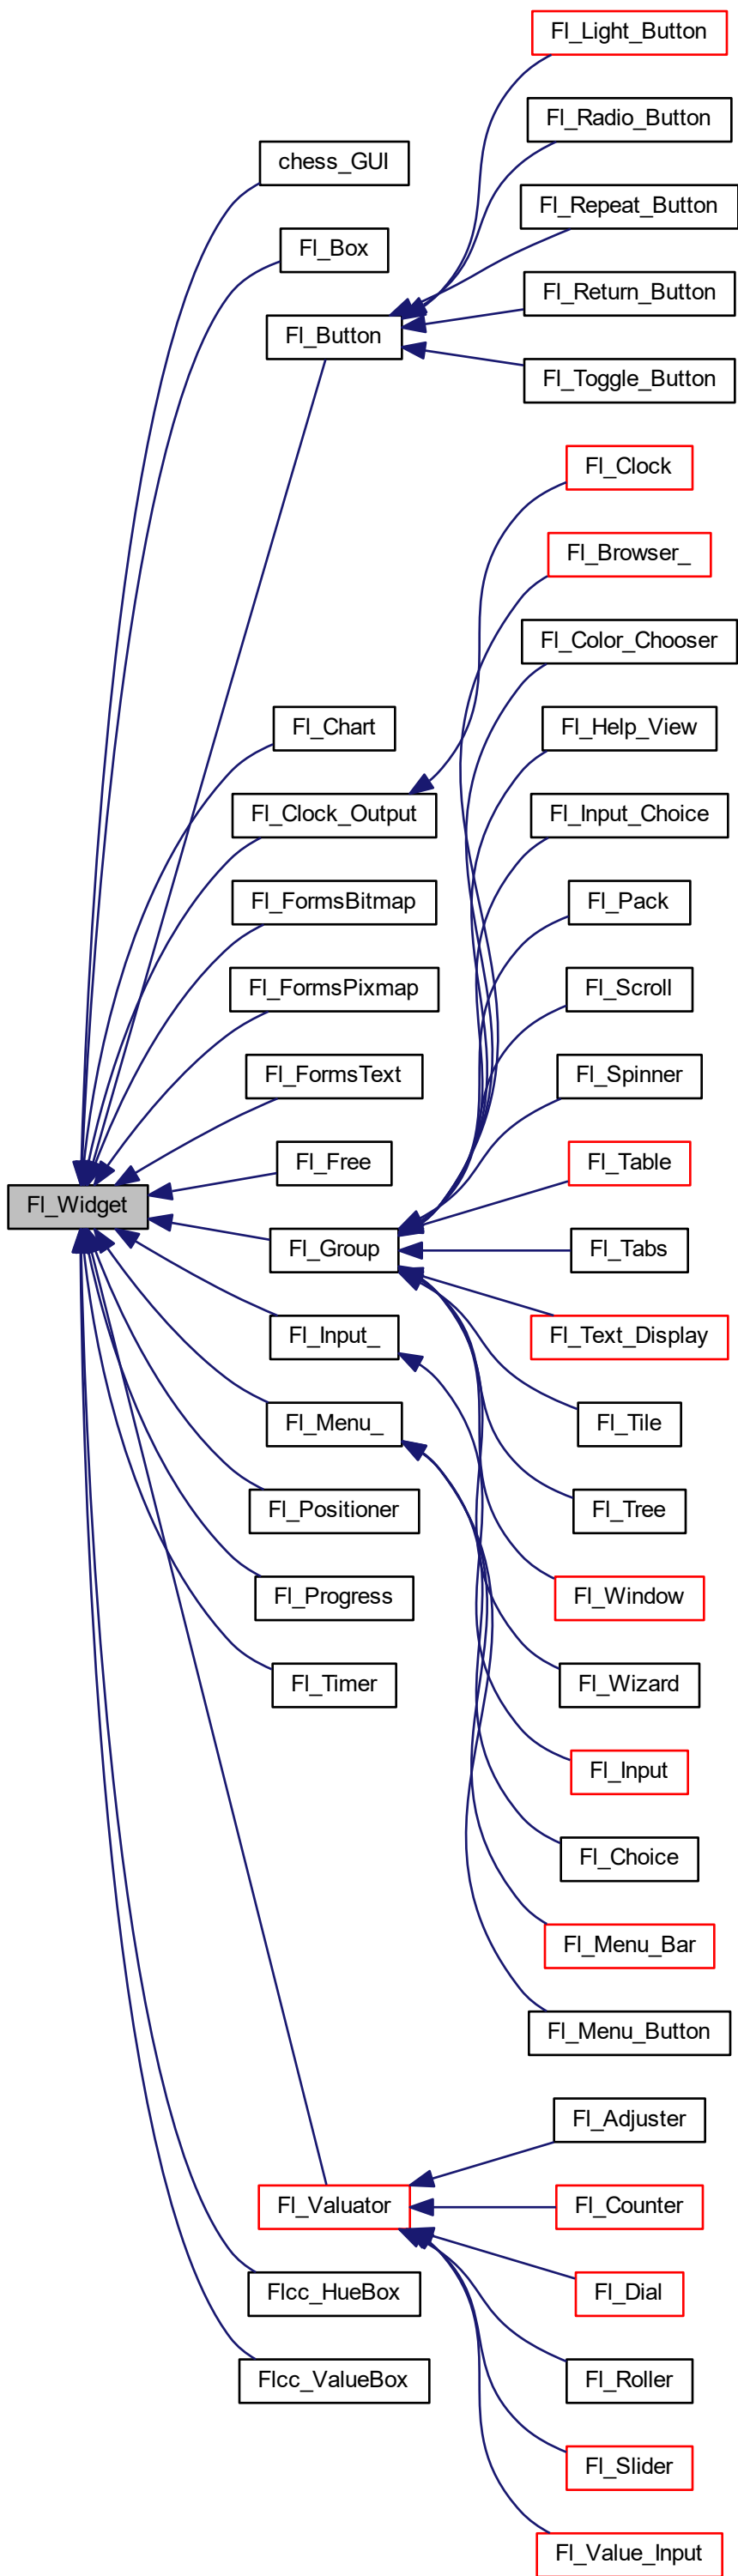 Fl_Light_Button
Fl_Radio_Button
chess_GUI
Fl_Repeat_Button
Fl_Box
Fl_Return_Button
Fl_Button
Fl_Toggle_Button
Fl_Clock
Fl_Browser_
Fl_Color_Chooser
Fl_Chart
Fl_Help_View
Fl_Clock_Output
Fl_Input_Choice
Fl_FormsBitmap
Fl_Pack
Fl_FormsPixmap
Fl_Scroll
Fl_FormsText
Fl_Spinner
Fl_Free
Fl_Table
Fl_Widget
Fl_Group
Fl_Tabs
Fl_Input_
Fl_Text_Display
Fl_Menu_
Fl_Tile
Fl_Positioner
Fl_Tree
Fl_Progress
Fl_Window
Fl_Timer
Fl_Wizard
Fl_Input
Fl_Choice
Fl_Menu_Bar
Fl_Menu_Button
Fl_Adjuster
Fl_Valuator
Fl_Counter
Flcc_HueBox
Fl_Dial
Flcc_ValueBox
Fl_Roller
Fl_Slider
Fl_Value_Input